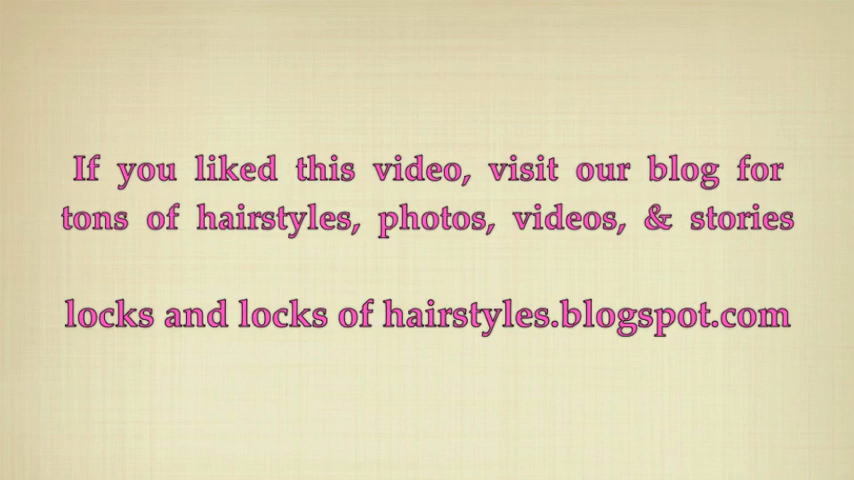 If you liked this video, visit our blog for
tons of hairstyles, photos, videos, & stories
locks and locks of hairstyles.blogspot.com